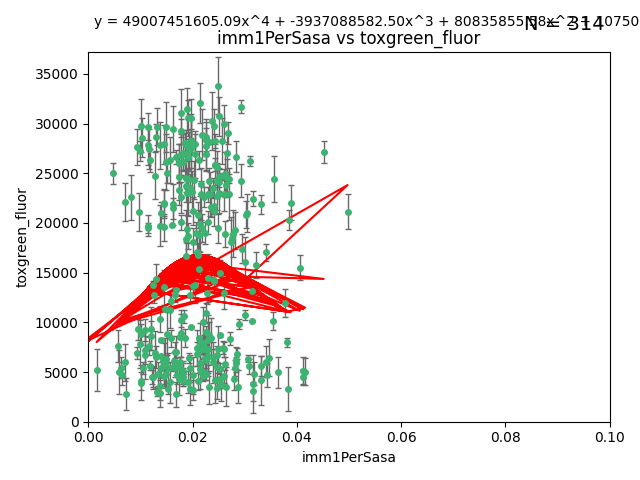 y = 49007451605.09x^4 + -3937088582.50x^3 +
N = 314
imm1PerSasa vs toxgreen_fluor
35000
30000
25000
20000
15000
10000
5000
0
toxgreen_fluor
0.00 0.02 0.04 0.06 0.08 0.10
imm1PerSasa